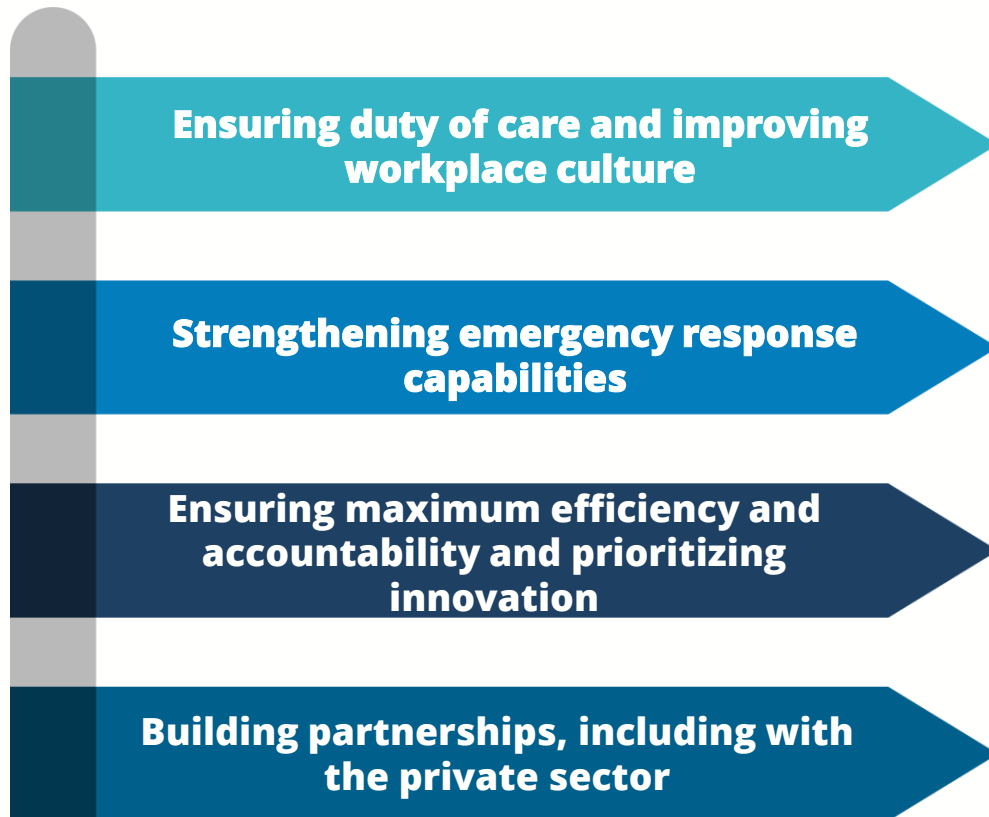 Ensuring duty of care and improving
workplace culture
Strengthening emergency response
capabilities
Ensuring maximum efficiency and
accountability and prioritizing
innovation
Building partnerships, including with
the private sector